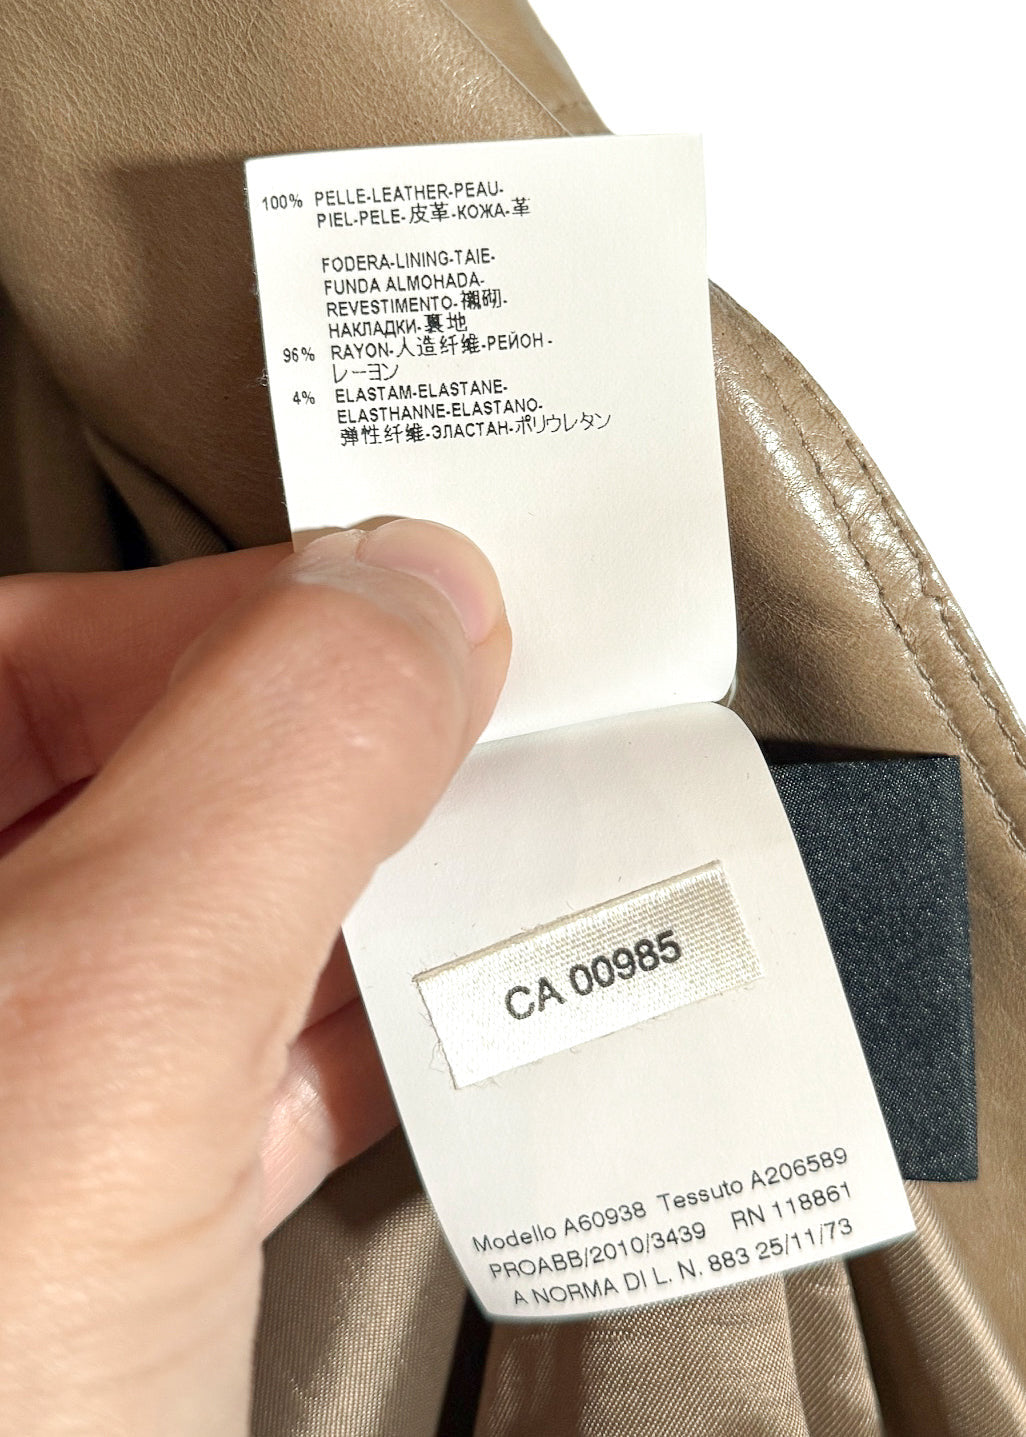 100% PELLE-LEATHER-PEAU-
PIEL-PELE-皮革-КОЖА-革
FODERA-LINING-TAIE-
FUNDA ALMOHADA-
REVESTIMENTO-襯砌-
НАКЛАДКИ-裏地
96% RAYON-人造纤维-РЕЙОН-
レーヨン
4% ELASTAM-ELASTANE-
ELASTHANNE-ELASTANO-
弹性纤维-ЭЛАСТАН-ポリウレタン
CA 00985
Modello A60938 Tessuto A206589
PROABB/2010/3439 RN 118861
A NORMA DI L. N. 883 25/11/73